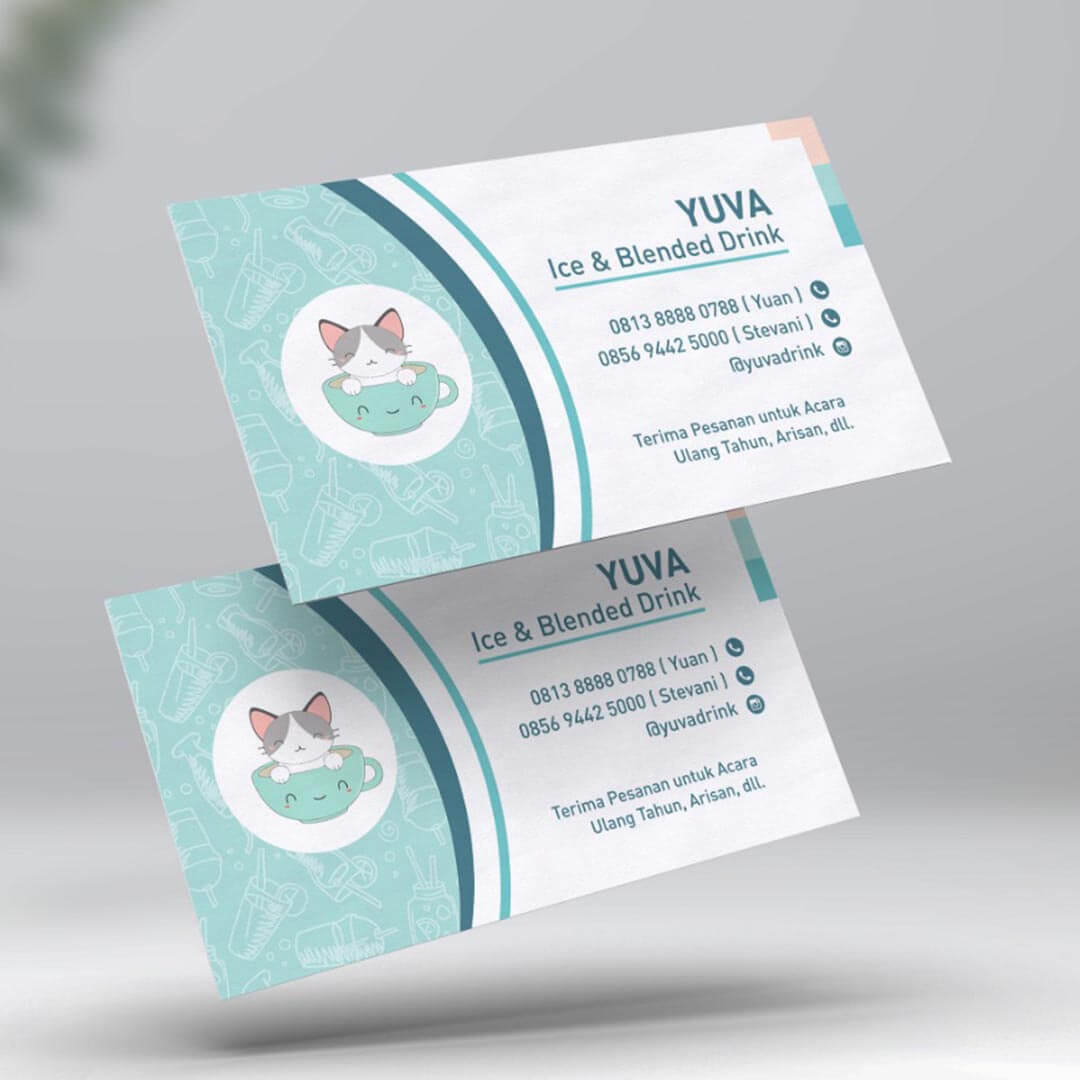 YUVA
Ice & Blended Drink
0813 8888 0788 ( Yuan )
0856 9442 5000 ( Stevani )
@yuvadrink
Terima Pesanan untuk Acara
Ulang Tahun, Arisan, dll.
YUVA
Ice & Blended Drink
0813 8888 0788 ( Yuan )
0856 9442 5000 ( Stevani )
@yuvadrink
Terima Pesanan untuk Acara
Ulang Tahun, Arisan, dll.